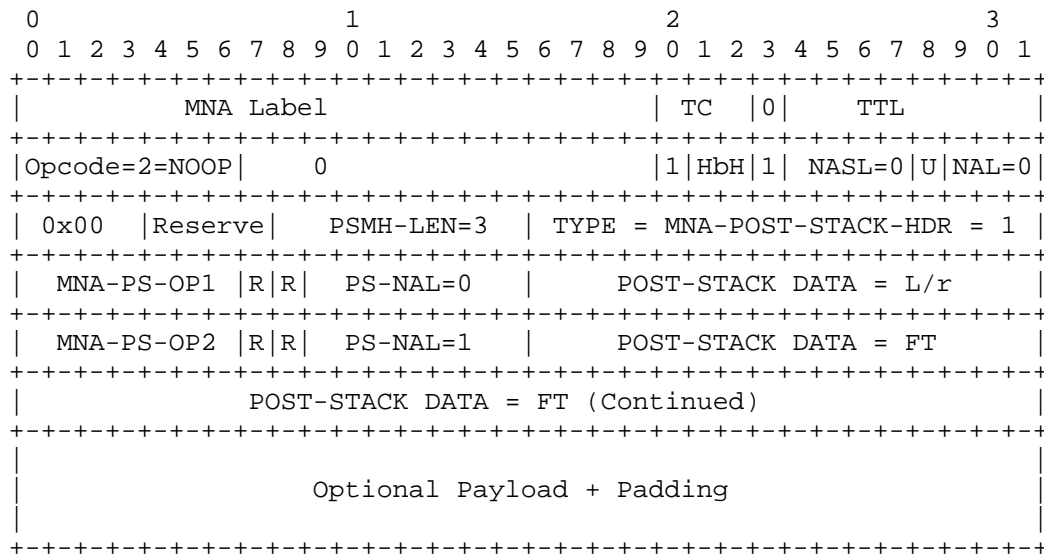 0                   1                   2                   3
 0 1 2 3 4 5 6 7 8 9 0 1 2 3 4 5 6 7 8 9 0 1 2 3 4 5 6 7 8 9 0 1
+-+-+-+-+-+-+-+-+-+-+-+-+-+-+-+-+-+-+-+-+-+-+-+-+-+-+-+-+-+-+-+-+
|           MNA Label                   | TC  |0|    TTL        |
+-+-+-+-+-+-+-+-+-+-+-+-+-+-+-+-+-+-+-+-+-+-+-+-+-+-+-+-+-+-+-+-+
|Opcode=2=NOOP|    0                    |1|HbH|1| NASL=0|U|NAL=0|
+-+-+-+-+-+-+-+-+-+-+-+-+-+-+-+-+-+-+-+-+-+-+-+-+-+-+-+-+-+-+-+-+
| 0x00  |Reserve|   PSMH-LEN=3  | TYPE = MNA-POST-STACK-HDR = 1 |
+-+-+-+-+-+-+-+-+-+-+-+-+-+-+-+-+-+-+-+-+-+-+-+-+-+-+-+-+-+-+-+-+
|  MNA-PS-OP1 |R|R|  PS-NAL=0   |     POST-STACK DATA = L/r     |
+-+-+-+-+-+-+-+-+-+-+-+-+-+-+-+-+-+-+-+-+-+-+-+-+-+-+-+-+-+-+-+-+
|  MNA-PS-OP2 |R|R|  PS-NAL=1   |     POST-STACK DATA = FT      |
+-+-+-+-+-+-+-+-+-+-+-+-+-+-+-+-+-+-+-+-+-+-+-+-+-+-+-+-+-+-+-+-+
|              POST-STACK DATA = FT (Continued)                 |
+-+-+-+-+-+-+-+-+-+-+-+-+-+-+-+-+-+-+-+-+-+-+-+-+-+-+-+-+-+-+-+-+
|                                                               |
|                  Optional Payload + Padding                   |
|                                                               |
+-+-+-+-+-+-+-+-+-+-+-+-+-+-+-+-+-+-+-+-+-+-+-+-+-+-+-+-+-+-+-+-+